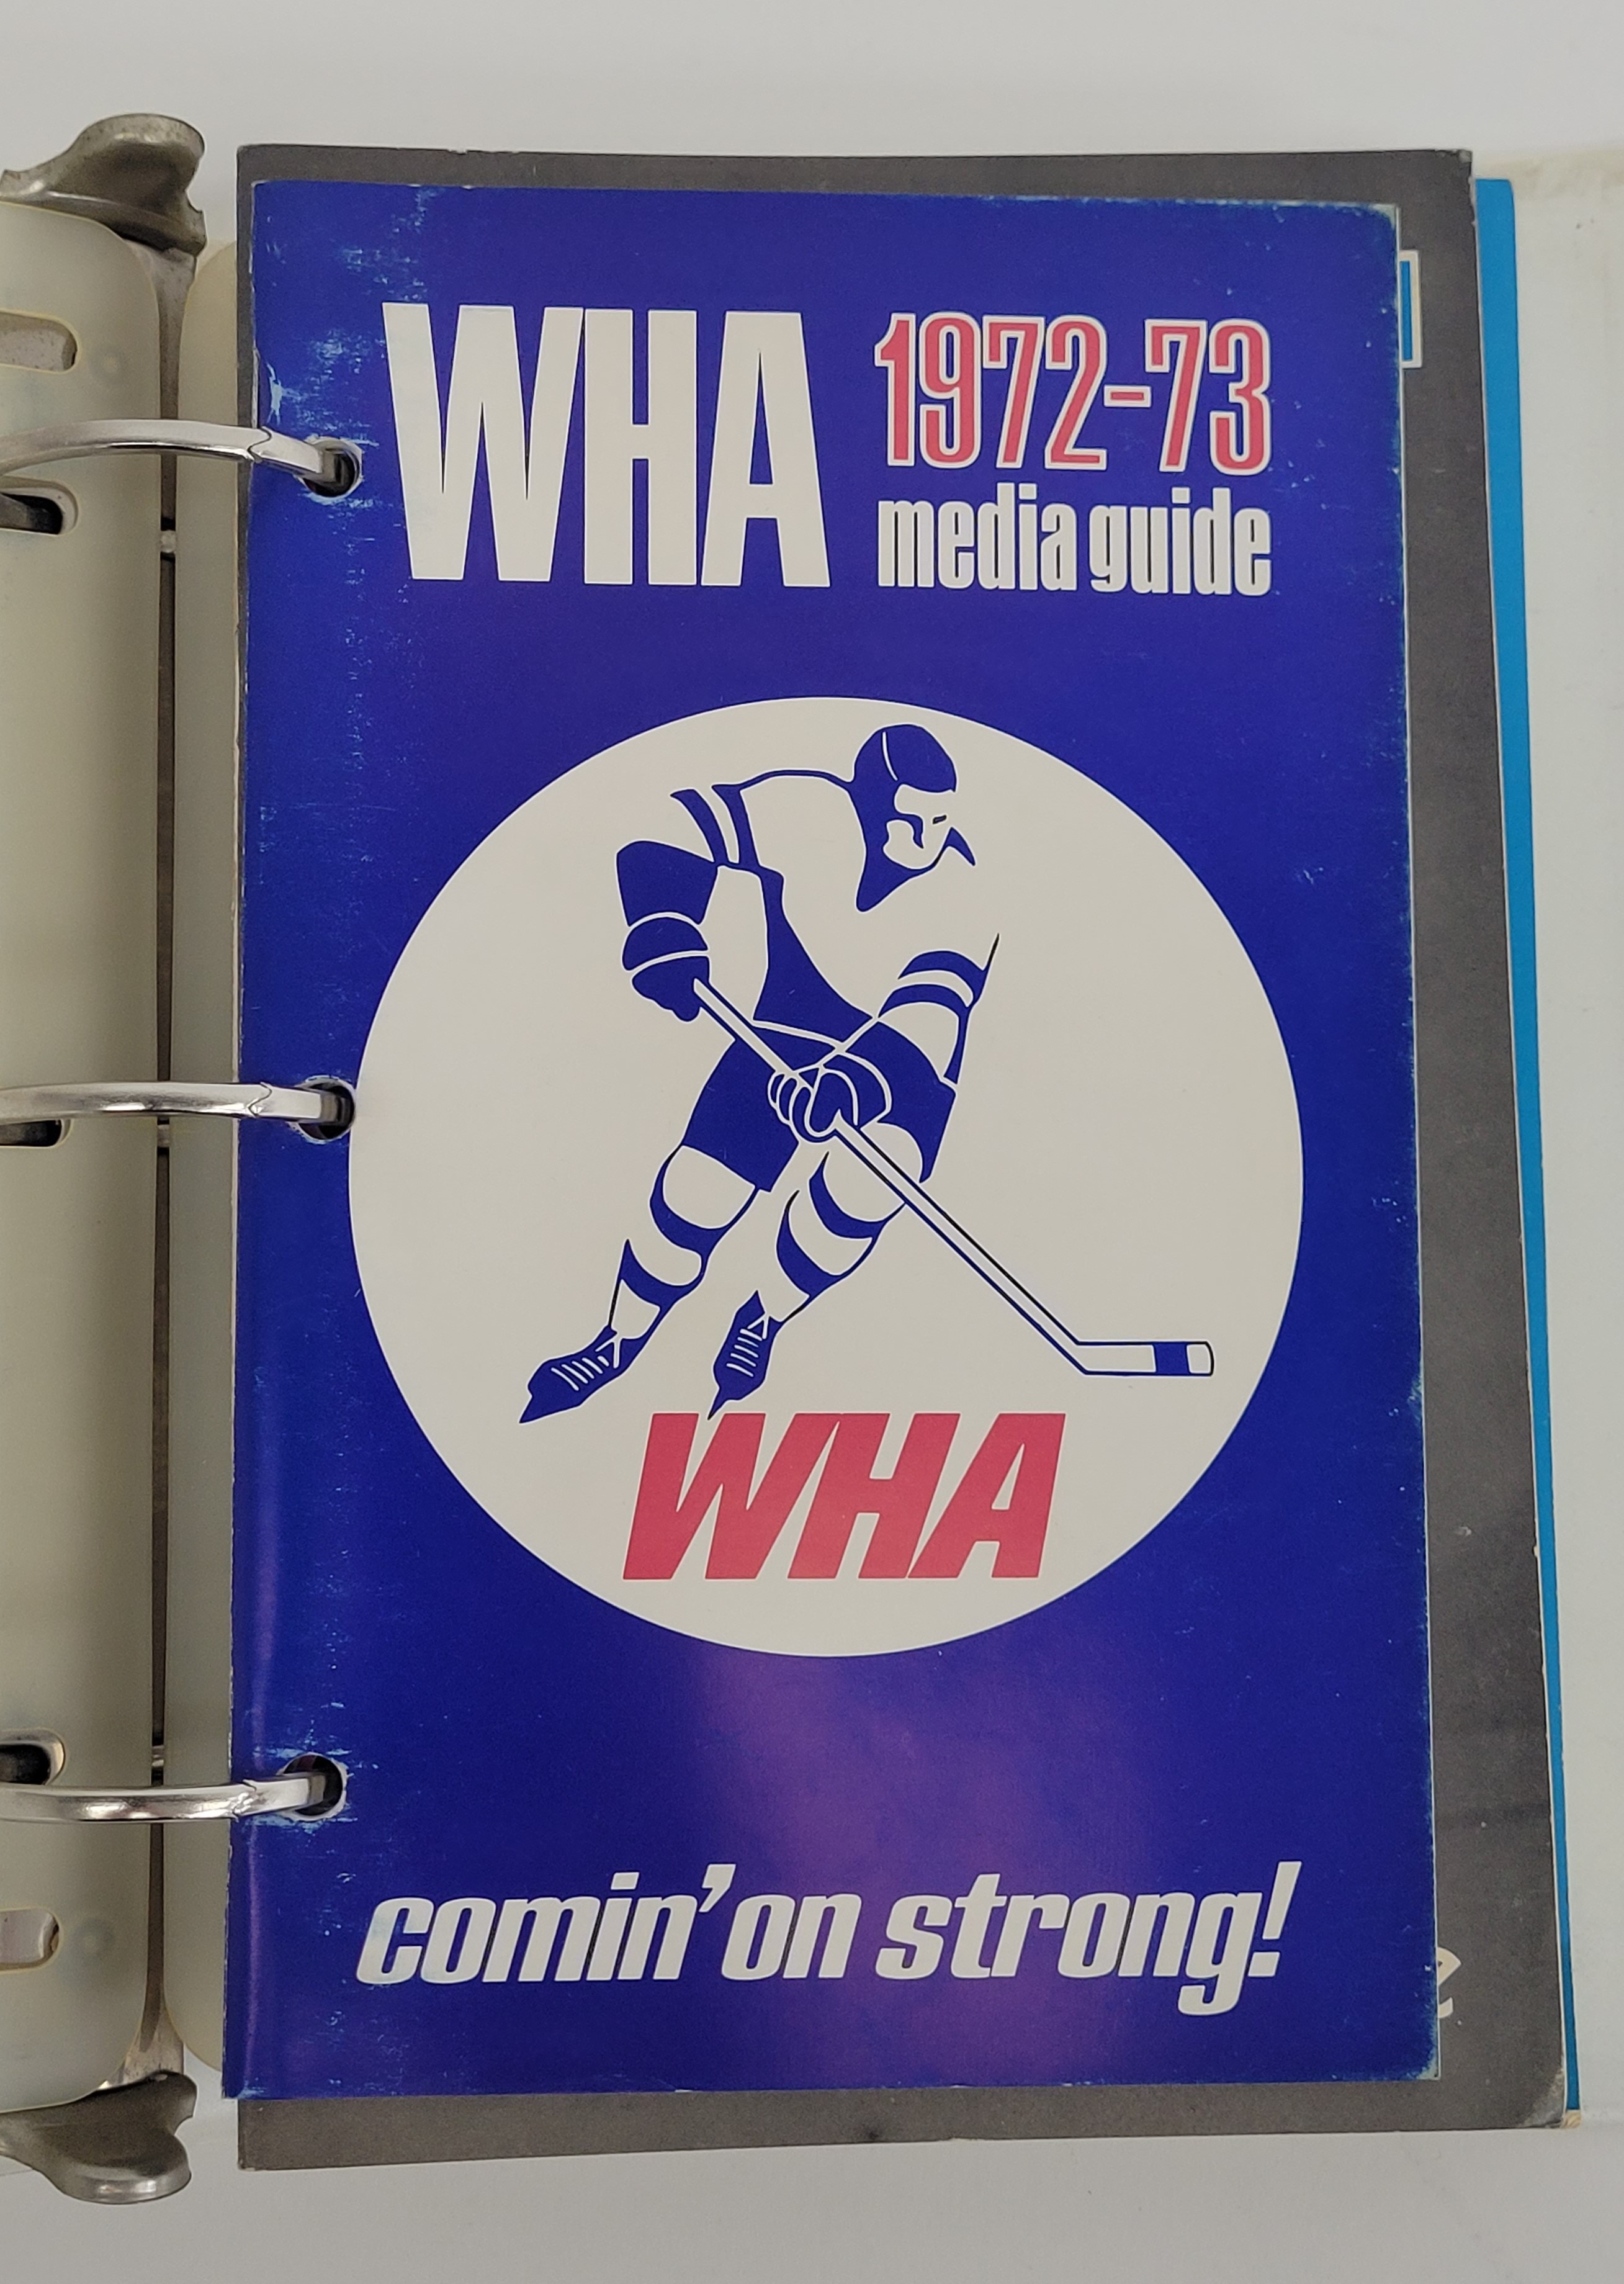 WHA 1972-73
media guide
WHA
comin' on strong!